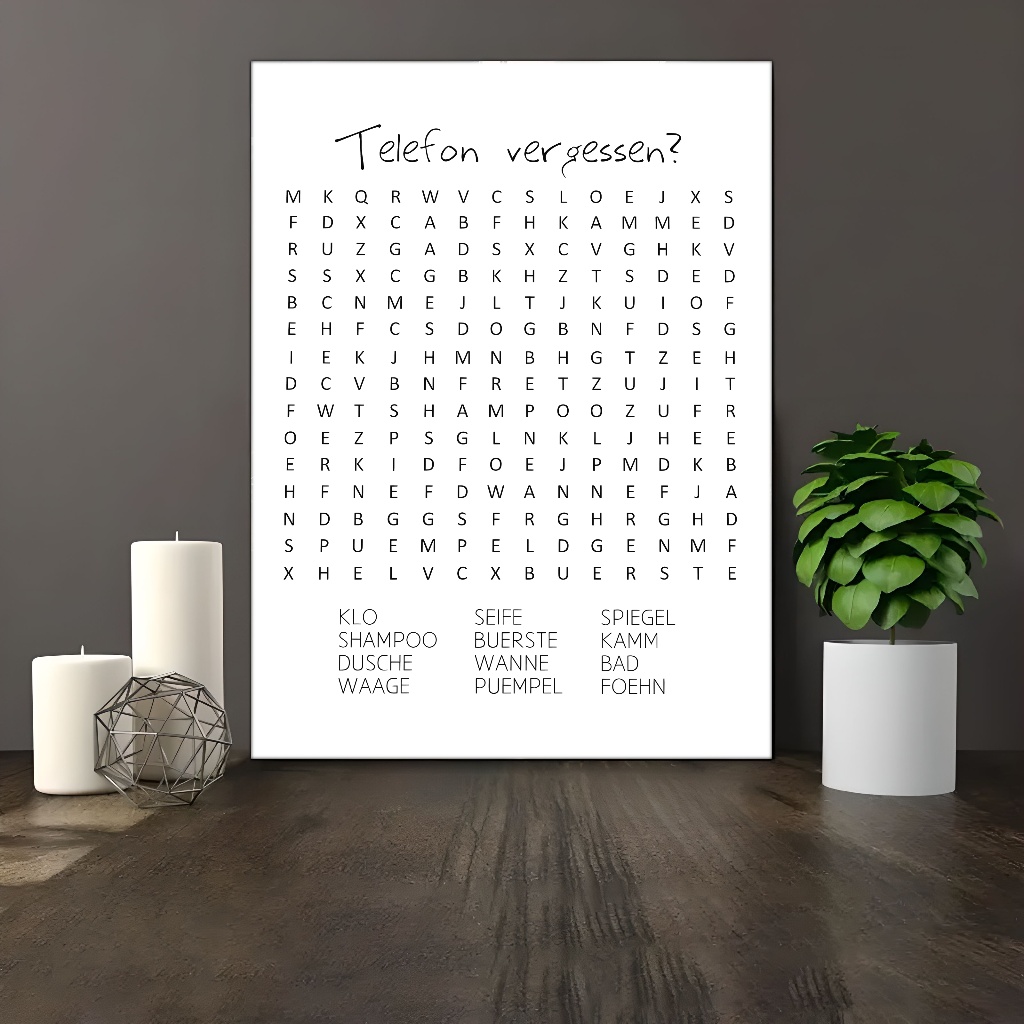 Telefon vergessen?
M K Q R W V C S L O E J X S
F D X C A B F H K A M M E D
R U Z G A D S X C V G H K V
S S X C G B K H Z T S D E D
B C N M E J L T J K U I O F
E H F C S D O G B N F D S G
I E K J H M N B H G T Z E H
D C V B N F R E T Z U J I T
F W T S H A M P O O Z U F R
O E Z P S G L N K L J H E E
E R K I D F O E J P M D K B
H F N E F D W A N N E F J A
N D B G G S F R G H R G H D
S P U E M P E L D G E N M F
X H E L V C X B U E R S T E
KLO SEIFE SPIEGEL
SHAMPOO BUERSTE KAMM
DUSCHE WANNE BAD
WAAGE PUEMPEL FOEHN